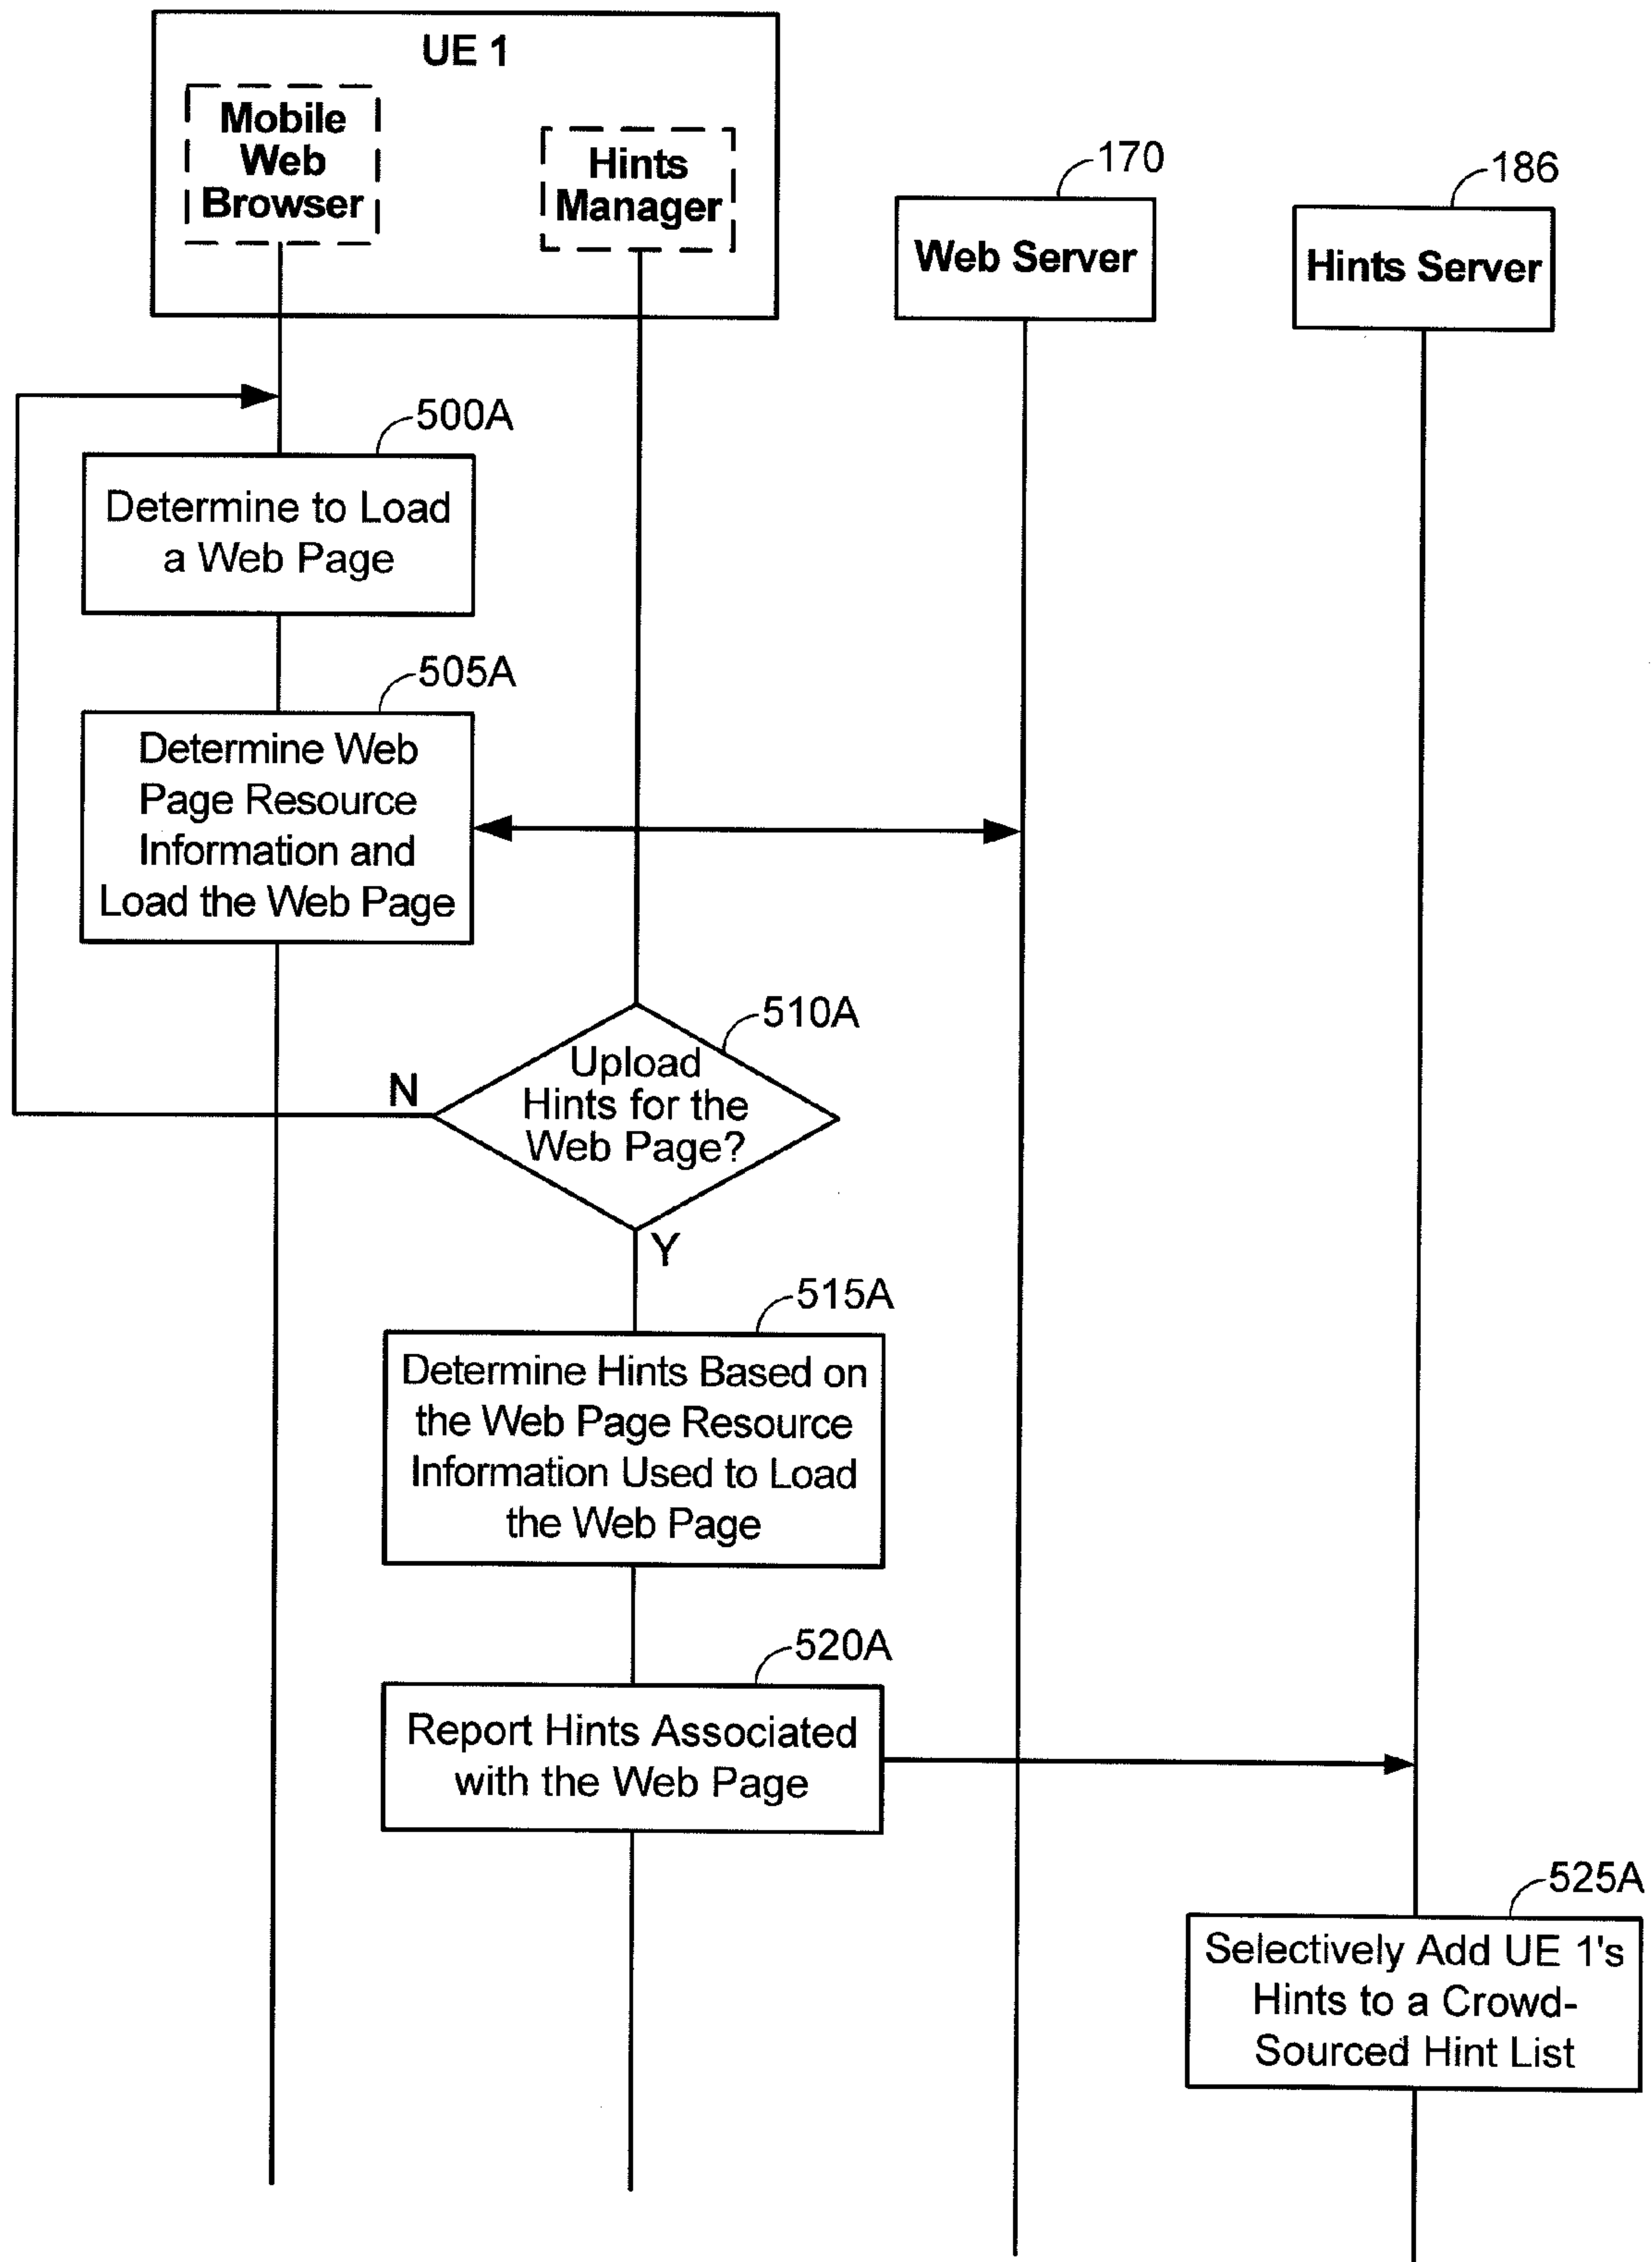 UE 1
Mobile
Web
Browser
Hints
Manager
170
Web Server
186
Hints Server
500A
Determine to Load
a Web Page
505A
Determine Web
Page Resource
Information and
Load the Web Page
510A
Upload
Hints for the
Web Page?
N
Y
515A
Determine Hints Based on
the Web Page Resource
Information Used to Load
the Web Page
520A
Report Hints Associated
with the Web Page
525A
Selectively Add UE 1's
Hints to a Crowd-
Sourced Hint List